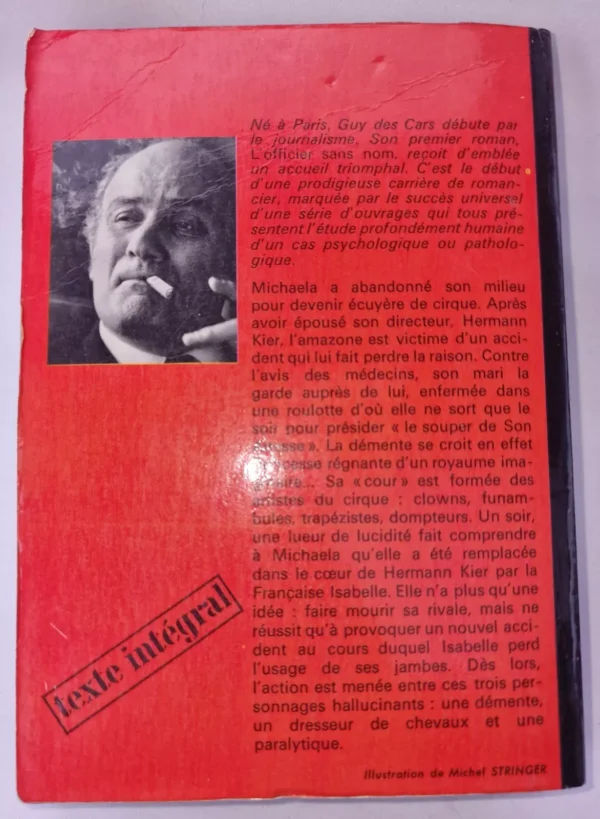 Né à Paris, Guy des Cars débute par
le journalisme. Son premier roman,
L'officier sans nom, reçoit d'emblée
un accueil triomphal. C'est le début
d'une prodigieuse carrière de roman-
cier, marquée par le succès universel
d'une série d'ouvrages qui tous pré-
sentent l'étude profondément humaine
d'un cas psychologique ou patholo-
gique.
Michaela a abandonné son milieu
pour devenir écuyère de cirque. Après
avoir épousé son directeur, Hermann
Kier, l'amazone est victime d'un acci-
dent qui lui fait perdre la raison. Contre
l'avis des médecins, son mari la
garde auprès de lui, enfermée dans
une roulotte d'où elle ne sort que le
soir pour présider « le souper de Son
». La démente se croit en effet
régnante d'un royaume ima-
Sa « cour » est formée des
artistes du cirque : clowns, funam-
bules, trapézistes, dompteurs. Un soir,
une lueur de lucidité fait comprendre
à Michaela qu'elle a été remplacée
dans le cœur de Hermann Kier par la
Française Isabelle. Elle n'a plus qu'une
idée : faire mourir sa rivale, mais ne
réussit qu'à provoquer un nouvel acci-
dent au cours duquel Isabelle perd
l'usage de ses jambes. Dès lors,
l'action est menée entre ces trois per-
sonnages hallucinants : une démente,
un dresseur de chevaux et une
paralytique.
texte intégral
Illustration de Michel STRINGER